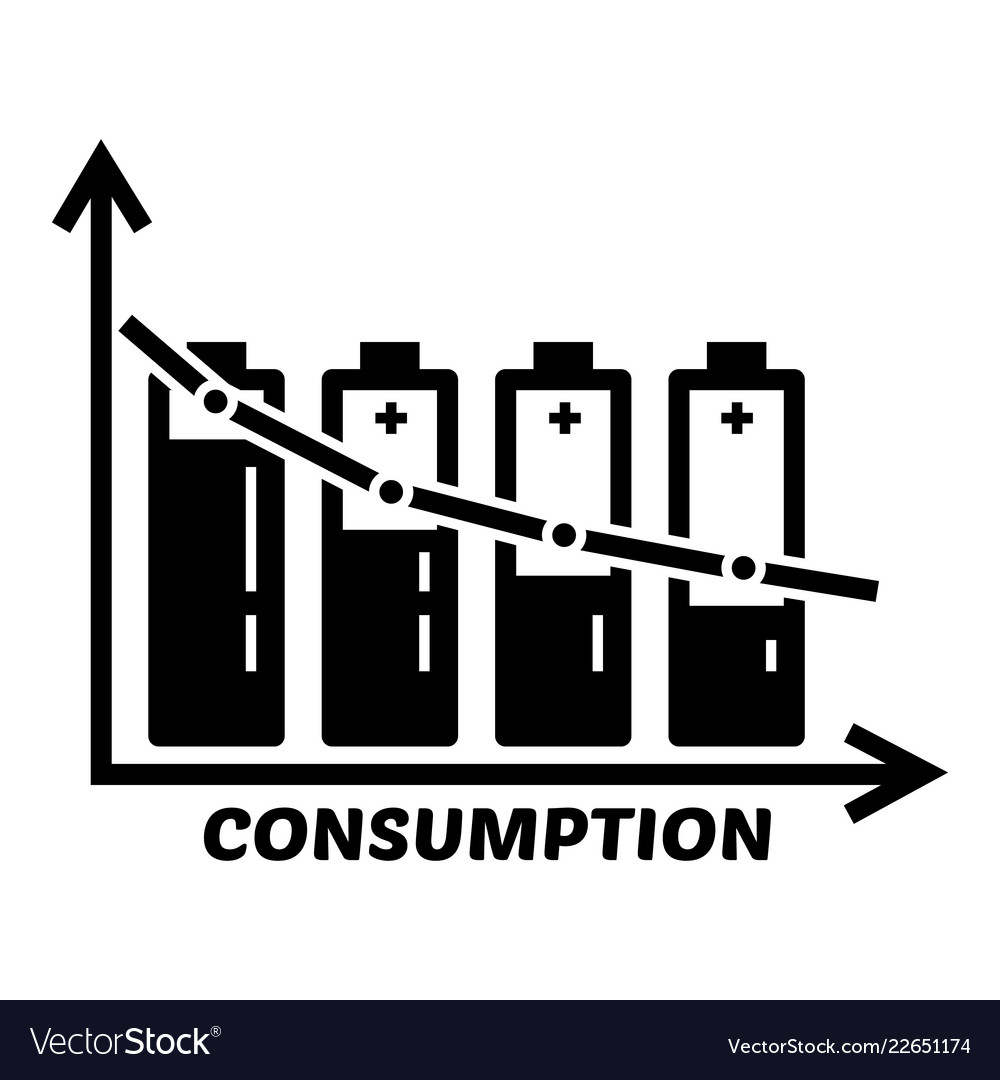 + + +
CONSUMPTION
VectorStock®
VectorStock.com/22651174